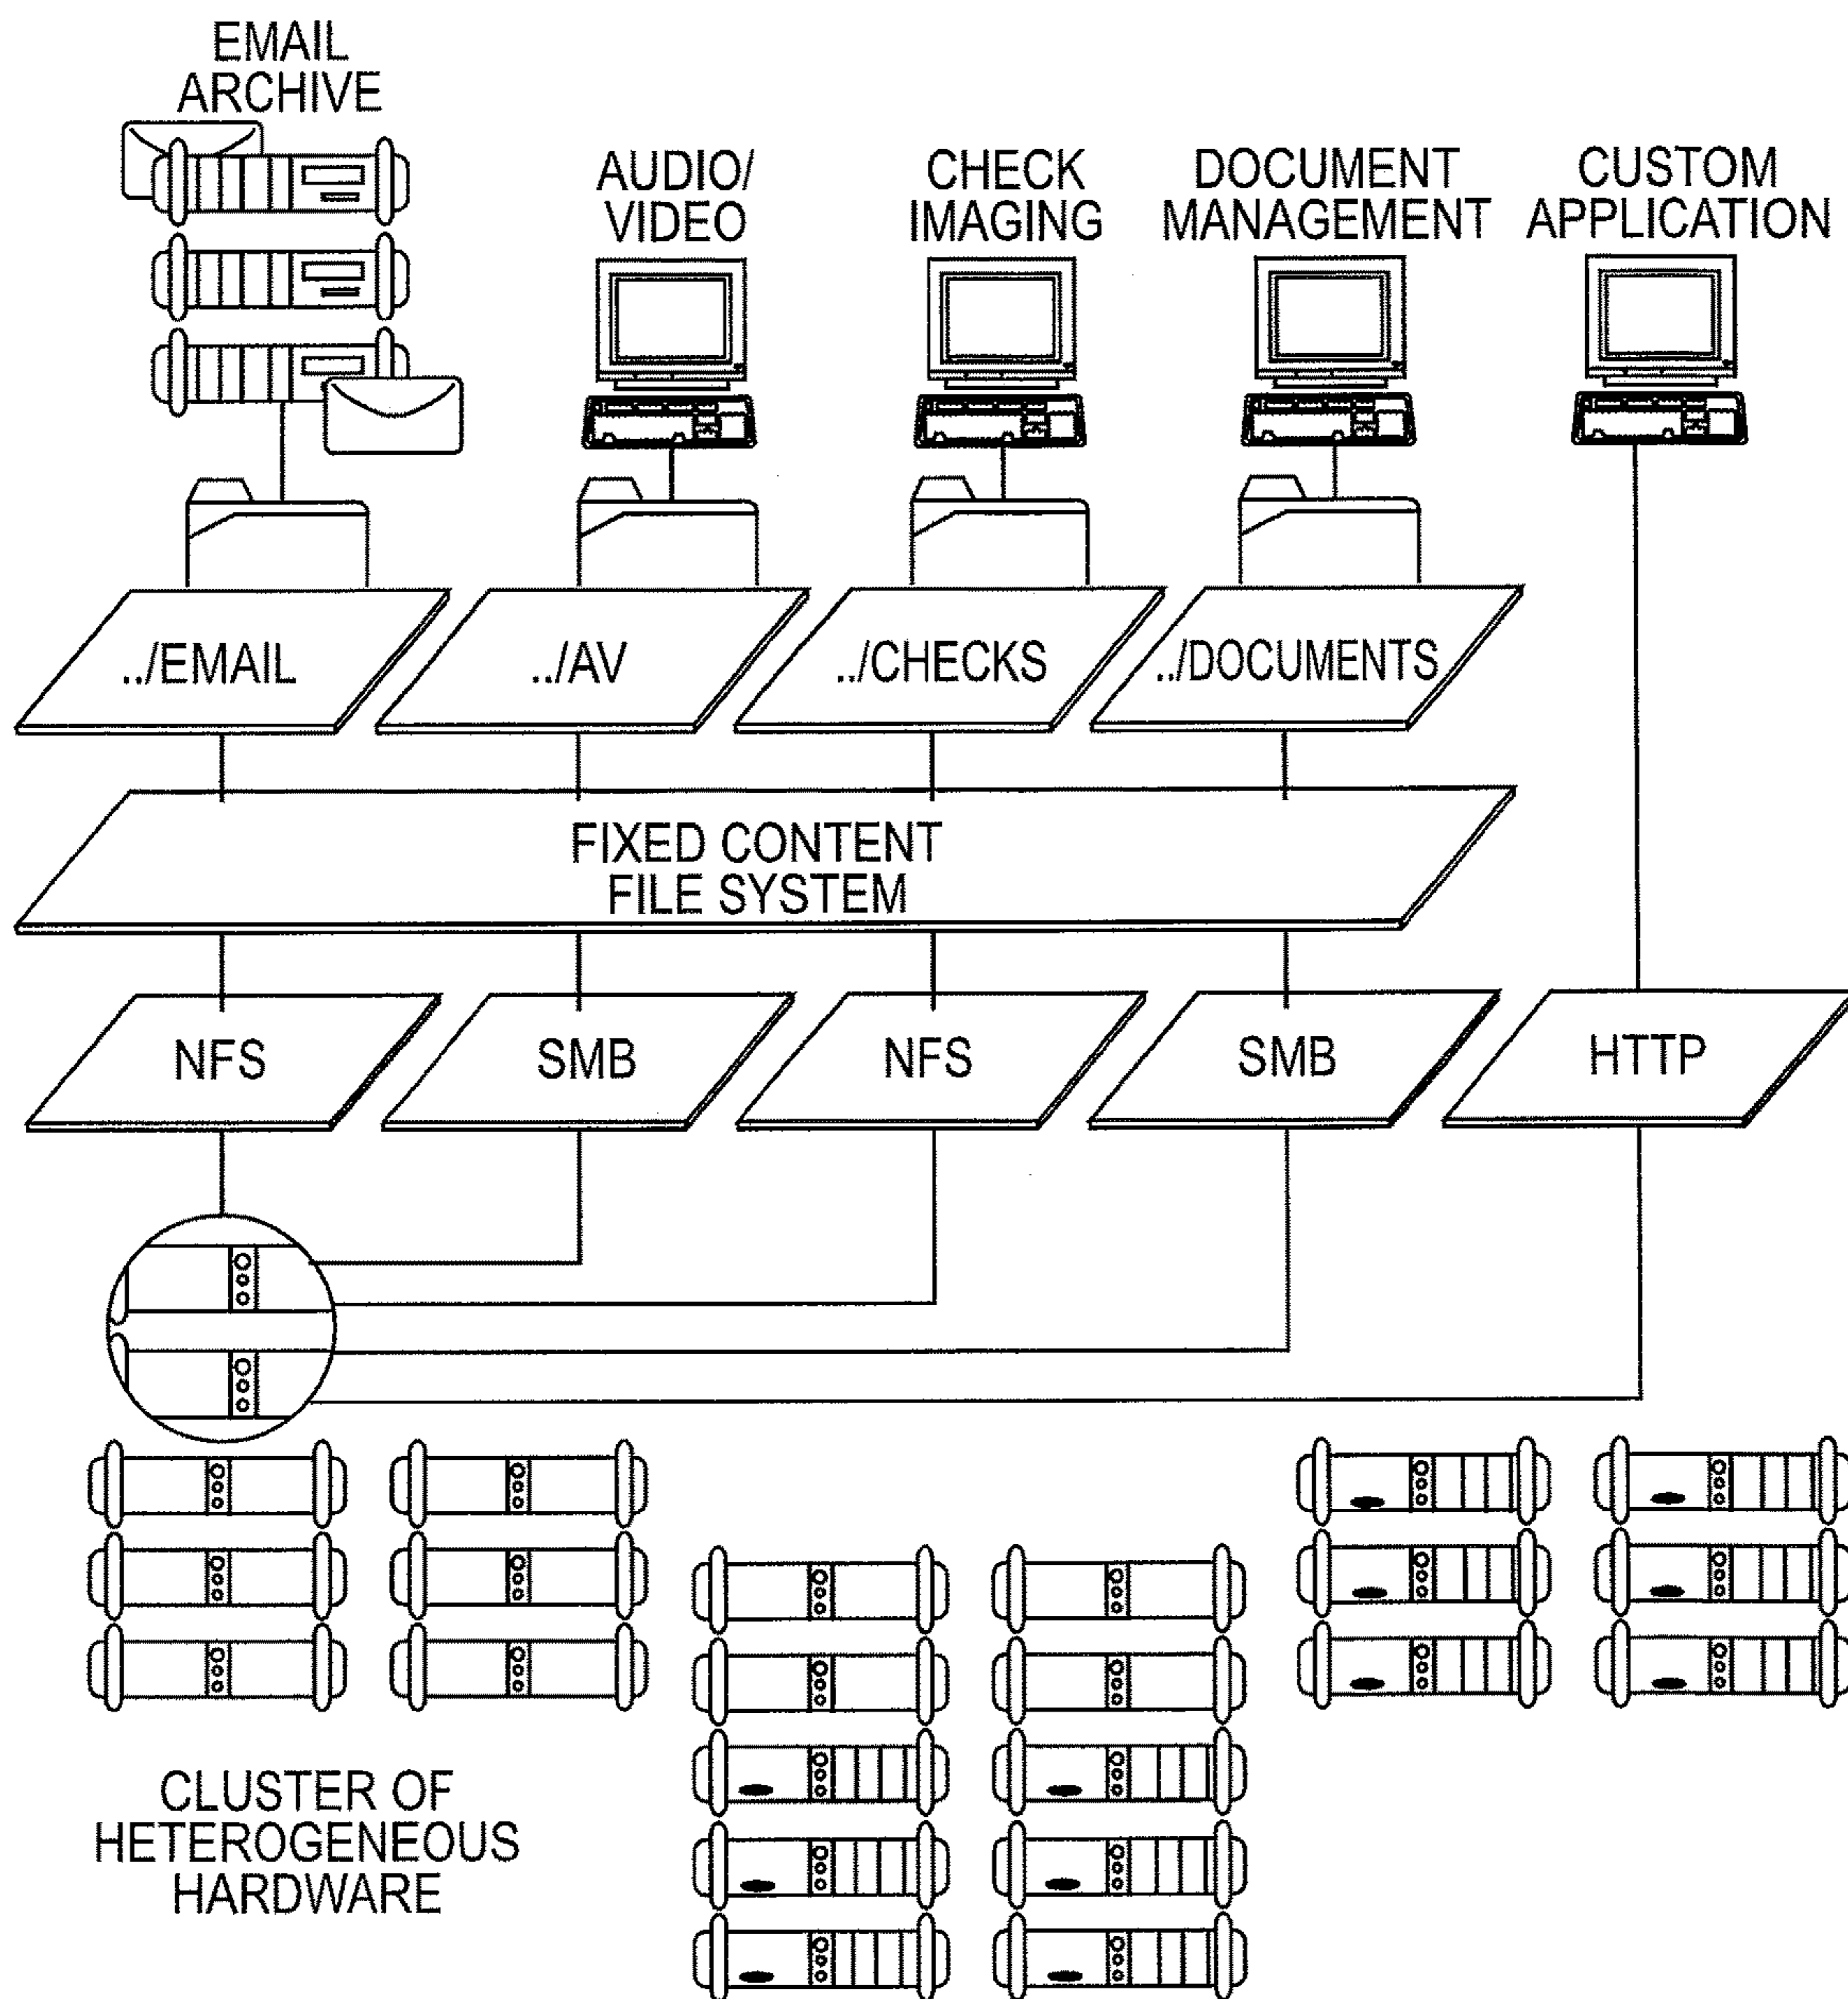 EMAIL
ARCHIVE
AUDIO/
VIDEO
CHECK
IMAGING
DOCUMENT
MANAGEMENT
CUSTOM
APPLICATION
../EMAIL
../AV
../CHECKS
../DOCUMENTS
FIXED CONTENT
FILE SYSTEM
NFS
SMB
NFS
SMB
HTTP
CLUSTER OF
HETEROGENEOUS
HARDWARE